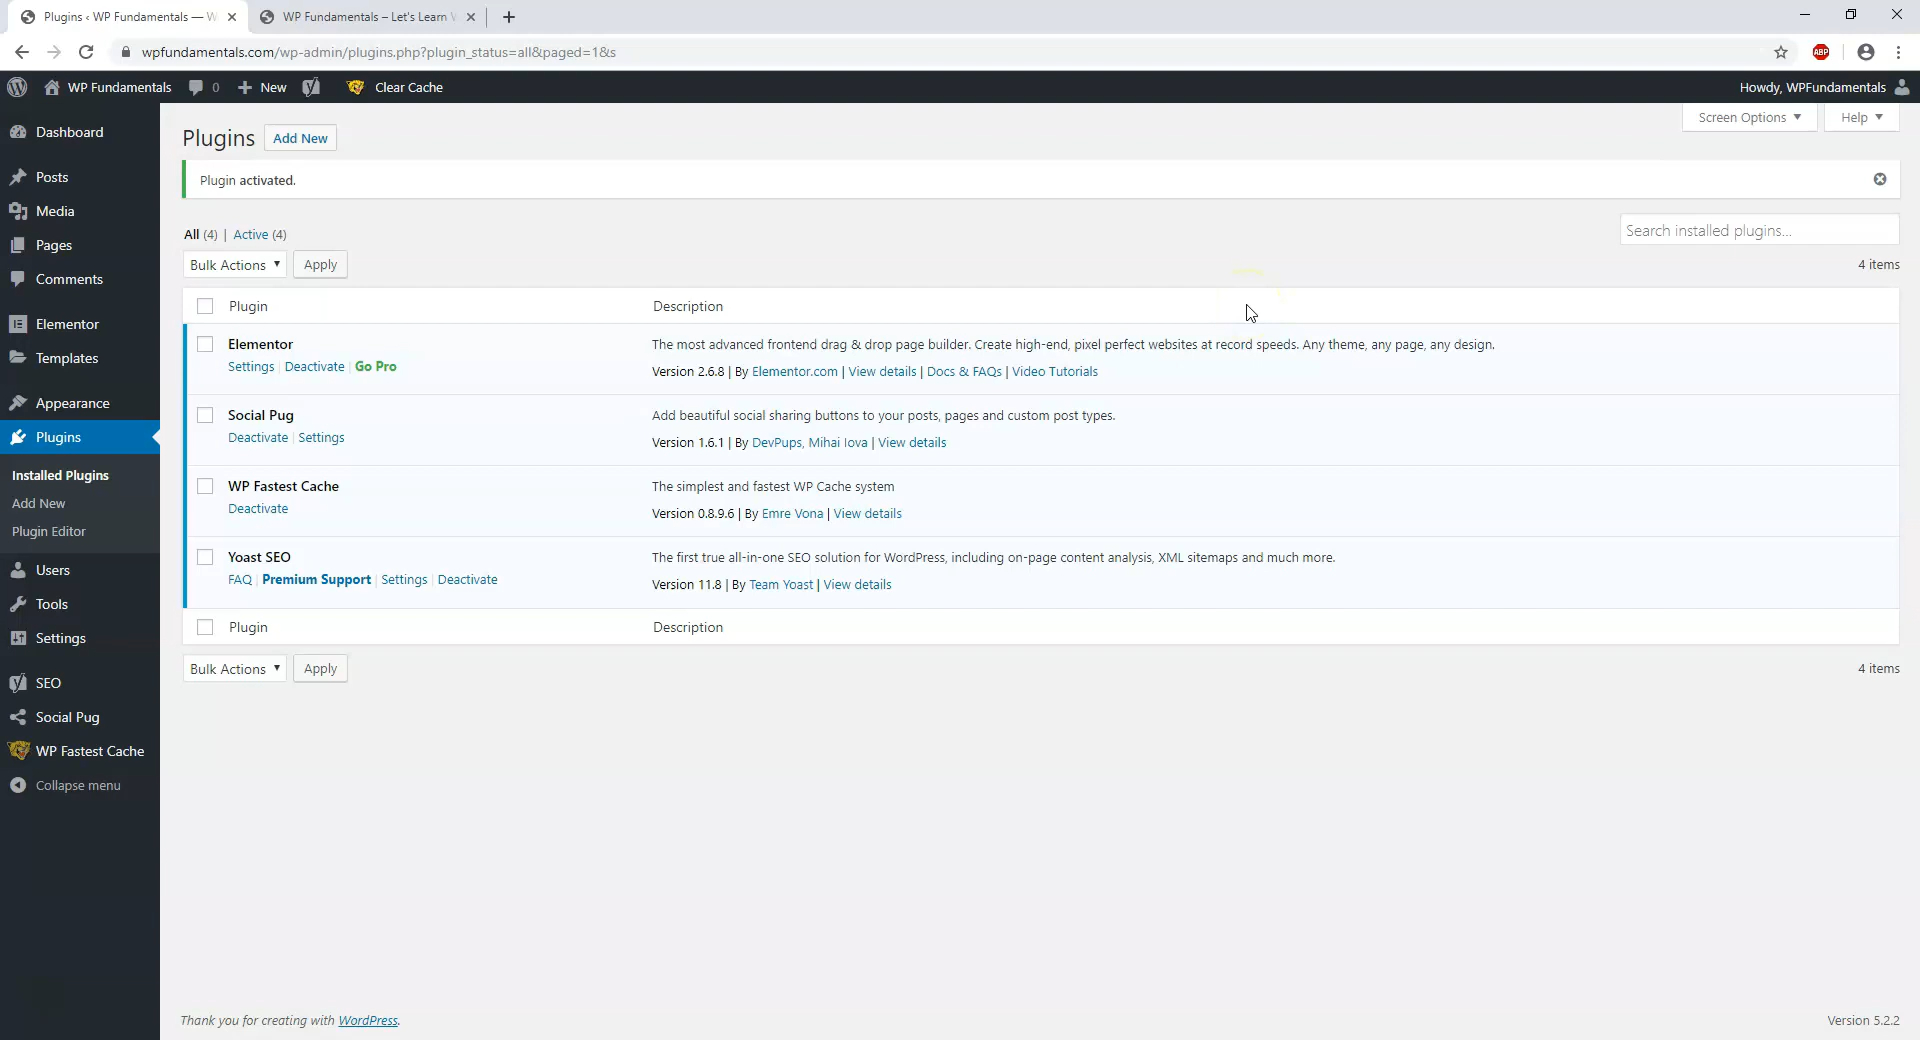 Plugins ‹ WP Fundamentals — W
WP Fundamentals – Let's Learn W
wpfundamentals.com/wp-admin/plugins.php?plugin_status=all&paged=1&s
ABP
WP Fundamentals 0 New Clear Cache
Howdy, WPFundamentals
Dashboard
Posts
Media
Pages
Comments
Elementor
Templates
Appearance
Plugins
Installed Plugins
Add New
Plugin Editor
Users
Tools
Settings
SEO
Social Pug
WP Fastest Cache
Collapse menu
Screen Options
Help
Plugins Add New
Plugin activated.
All (4) | Active (4)
Search installed plugins...
Bulk Actions Apply
4 items
Plugin Description
Elementor
Settings | Deactivate | Go Pro
The most advanced frontend drag & drop page builder. Create high-end, pixel perfect websites at record speeds. Any theme, any page, any design.
Version 2.6.8 | By Elementor.com | View details | Docs & FAQs | Video Tutorials
Social Pug
Deactivate | Settings
Add beautiful social sharing buttons to your posts, pages and custom post types.
Version 1.6.1 | By DevPups, Mihai Iova | View details
WP Fastest Cache
Deactivate
The simplest and fastest WP Cache system
Version 0.8.9.6 | By Emre Vona | View details
Yoast SEO
FAQ | Premium Support | Settings | Deactivate
The first true all-in-one SEO solution for WordPress, including on-page content analysis, XML sitemaps and much more.
Version 11.8 | By Team Yoast | View details
Plugin Description
Bulk Actions Apply
4 items
Thank you for creating with WordPress.
Version 5.2.2